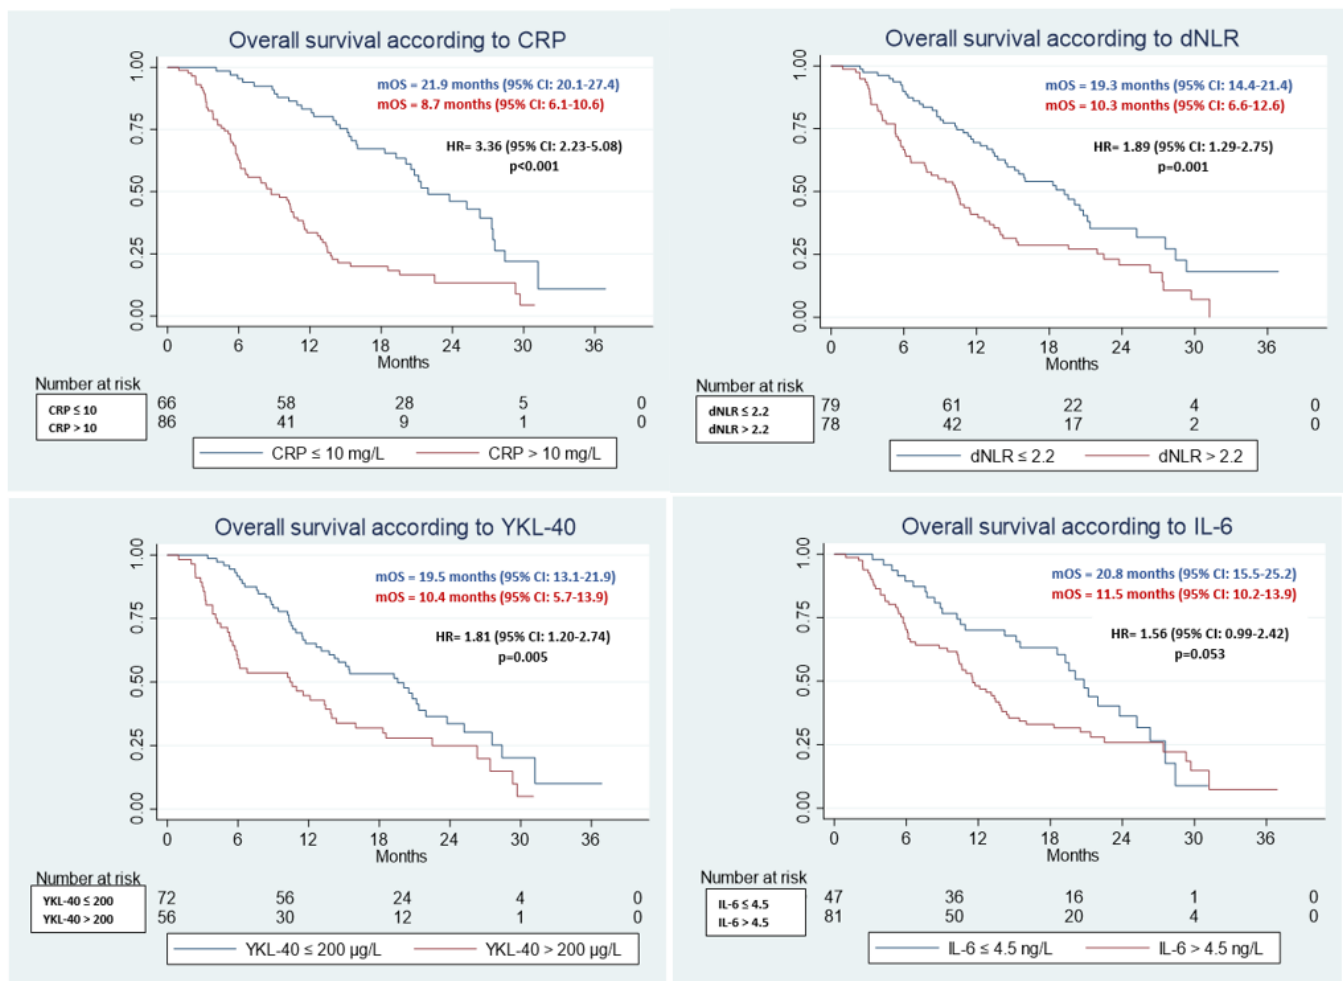 Overall survival according to CRP
mOS = 21.9 months (95% CI: 20.1-27.4)
mOS = 8.7 months (95% CI: 6.1-10.6)
HR= 3.36 (95% CI: 2.23-5.08)
p<0.001
1.00
0.75
0.50
0.25
0.00
0 6 12 18 24 30 36
Months
Number at risk
CRP ≤ 10 66 58 28 5 0
CRP > 10 86 41 9 1 0
CRP ≤ 10 mg/L CRP > 10 mg/L
Overall survival according to dNLR
mOS = 19.3 months (95% CI: 14.4-21.4)
mOS = 10.3 months (95% CI: 6.6-12.6)
HR= 1.89 (95% CI: 1.29-2.75)
p=0.001
1.00
0.75
0.50
0.25
0.00
0 6 12 18 24 30 36
Months
Number at risk
dNLR ≤ 2.2 79 61 22 4 0
dNLR > 2.2 78 42 17 2 0
dNLR ≤ 2.2 dNLR > 2.2
Overall survival according to YKL-40
mOS = 19.5 months (95% CI: 13.1-21.9)
mOS = 10.4 months (95% CI: 5.7-13.9)
HR= 1.81 (95% CI: 1.20-2.74)
p=0.005
1.00
0.75
0.50
0.25
0.00
0 6 12 18 24 30 36
Months
Number at risk
YKL-40 ≤ 200 72 56 24 4 0
YKL-40 > 200 56 30 12 1 0
YKL-40 ≤ 200 µg/L YKL-40 > 200 µg/L
Overall survival according to IL-6
mOS = 20.8 months (95% CI: 15.5-25.2)
mOS = 11.5 months (95% CI: 10.2-13.9)
HR= 1.56 (95% CI: 0.99-2.42)
p=0.053
1.00
0.75
0.50
0.25
0.00
0 6 12 18 24 30 36
Months
Number at risk
IL-6 ≤ 4.5 47 36 16 1 0
IL-6 > 4.5 81 50 20 4 0
IL-6 ≤ 4.5 ng/L IL-6 > 4.5 ng/L